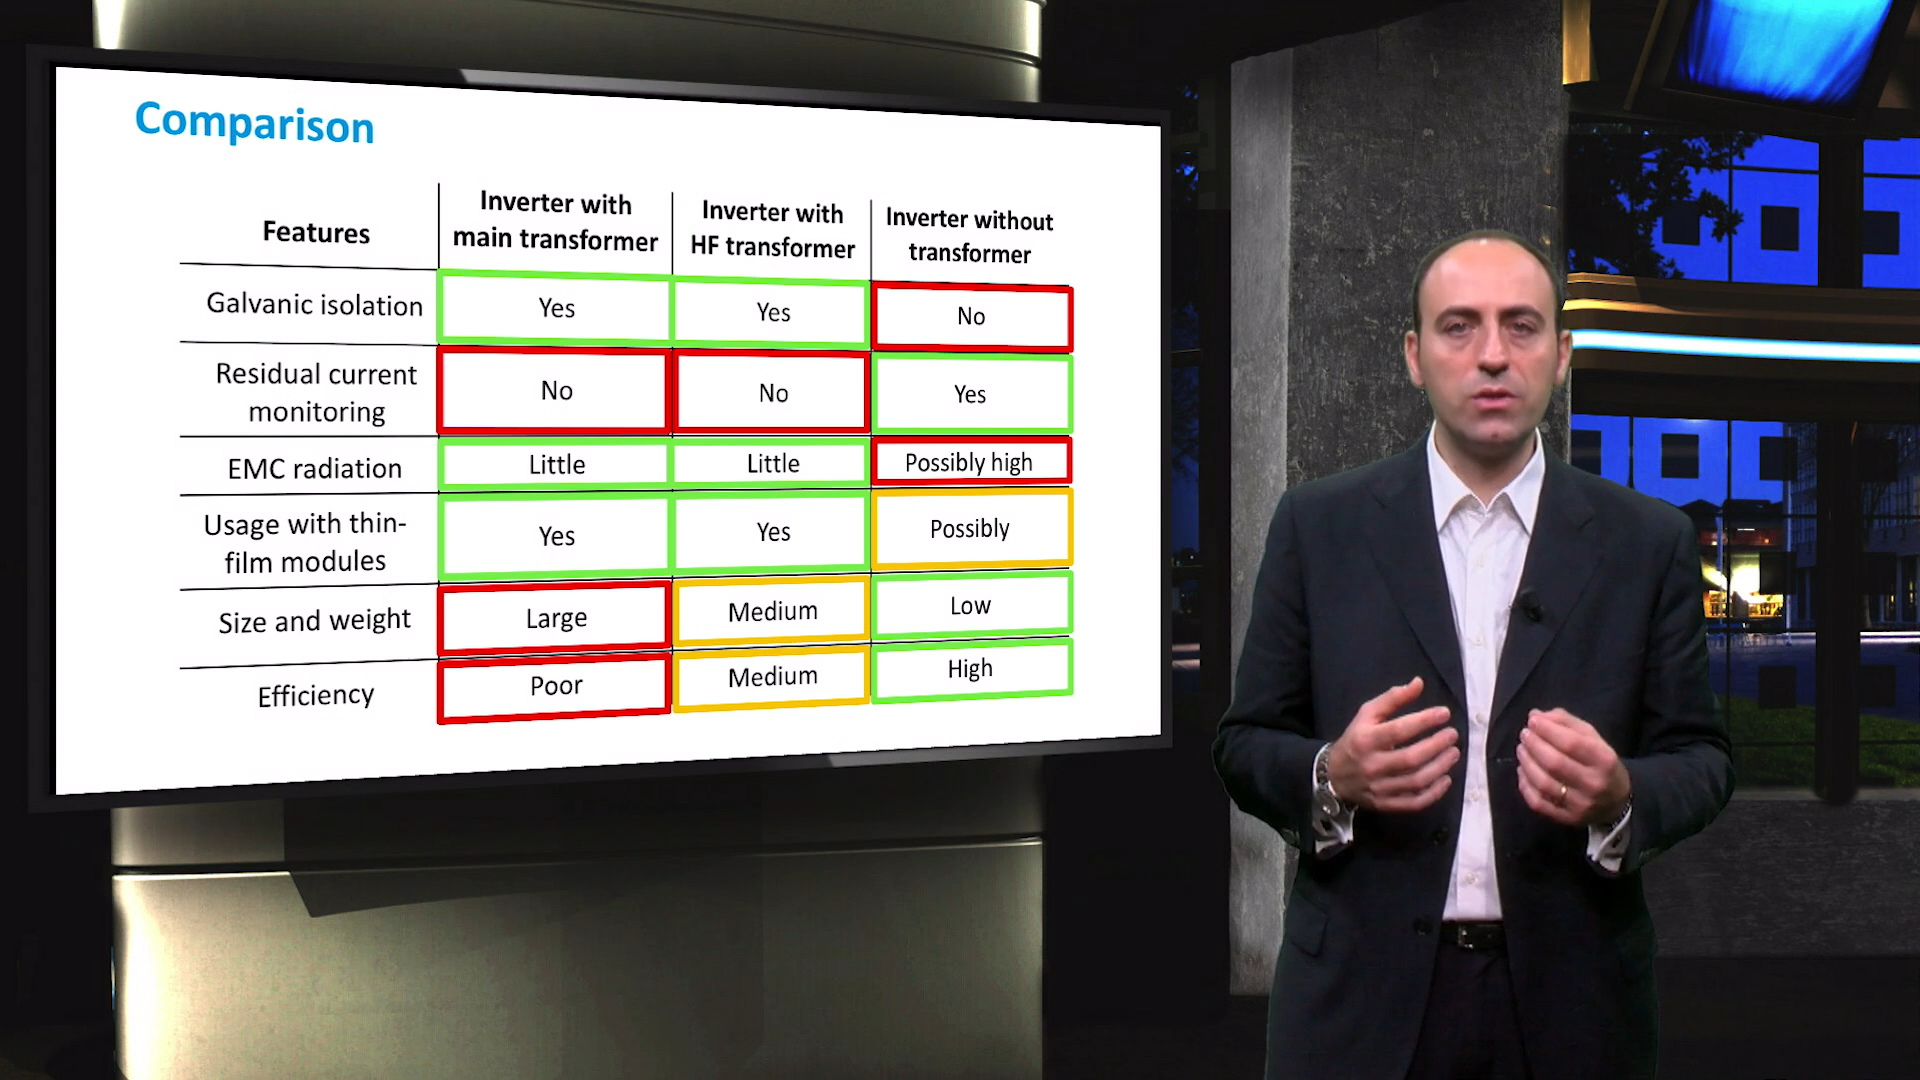 Comparison
Features
Inverter with
main transformer
Inverter with
HF transformer
Inverter without
transformer
Galvanic isolation
Yes
Yes
No
Residual current
monitoring
No
No
Yes
EMC radiation
Little
Little
Possibly high
Usage with thin-
film modules
Yes
Yes
Possibly
Size and weight
Large
Medium
Low
Efficiency
Poor
Medium
High